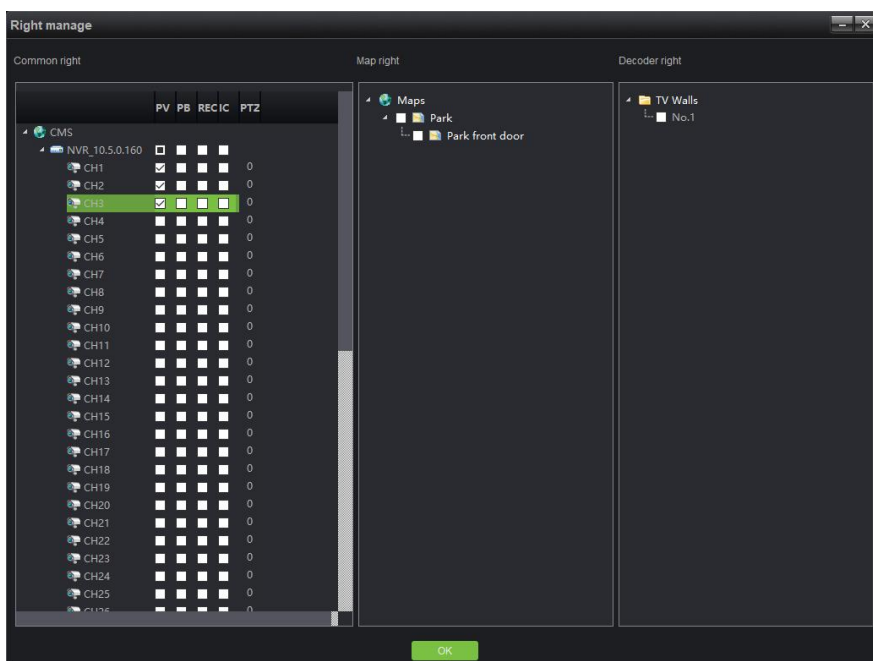 Right manage
Common right
Map right
Decoder right
PV PB REC IC PTZ
CMS
NVR_10.5.0.160
CH1 0
CH2 0
CH3 0
CH4 0
CH5 0
CH6 0
CH7 0
CH8 0
CH9 0
CH10 0
CH11 0
CH12 0
CH13 0
CH14 0
CH15 0
CH16 0
CH17 0
CH18 0
CH19 0
CH20 0
CH21 0
CH22 0
CH23 0
CH24 0
CH25 0
CH26 0
Maps
Park
Park front door
TV Walls
No.1
OK